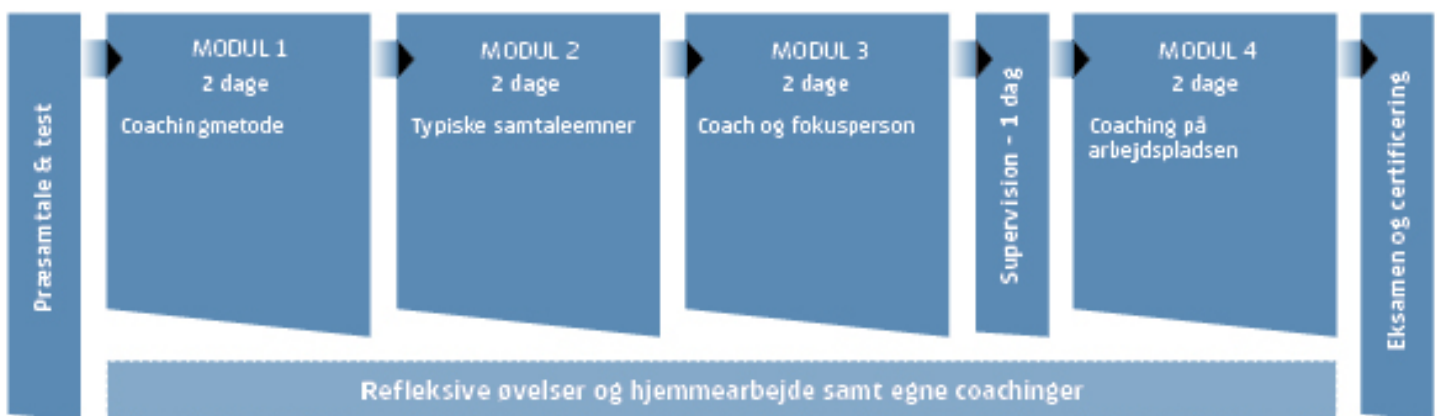 Præsamtale & test
MODUL 1
2 dage
Coachingmetode
MODUL 2
2 dage
Typiske samtaleemner
MODUL 3
2 dage
Coach og fokusperson
Supervision - 1 dag
MODUL 4
2 dage
Coaching på
arbejdspladsen
Eksamen og certificering
Refleksive øvelser og hjemmearbejde samt egne coachinger